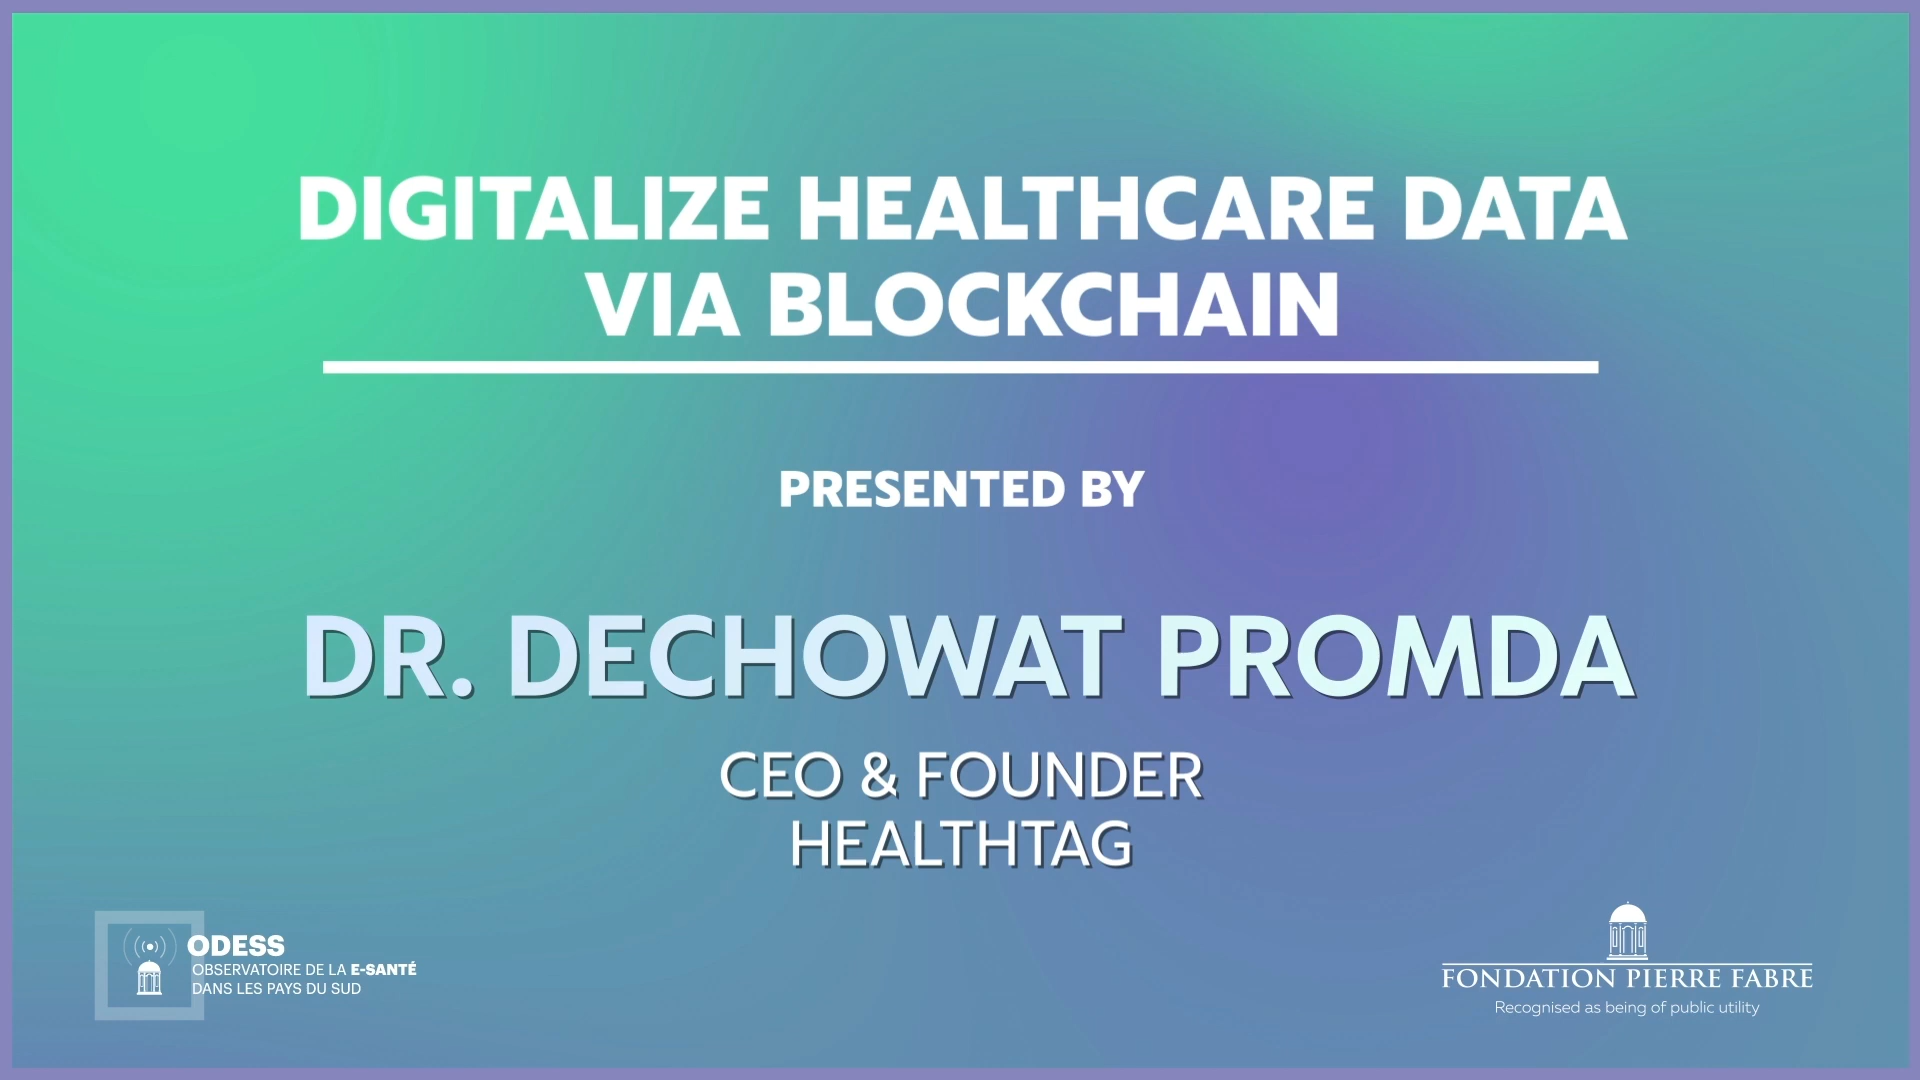 DIGITALIZE HEALTHCARE DATA
VIA BLOCKCHAIN
PRESENTED BY
DR. DECHOWAT PROMDA
CEO & FOUNDER
HEALTHTAG
ODESS
OBSERVATOIRE DE LA E-SANTÉ
DANS LES PAYS DU SUD
FONDATION PIERRE FABRE
Recognised as being of public utility